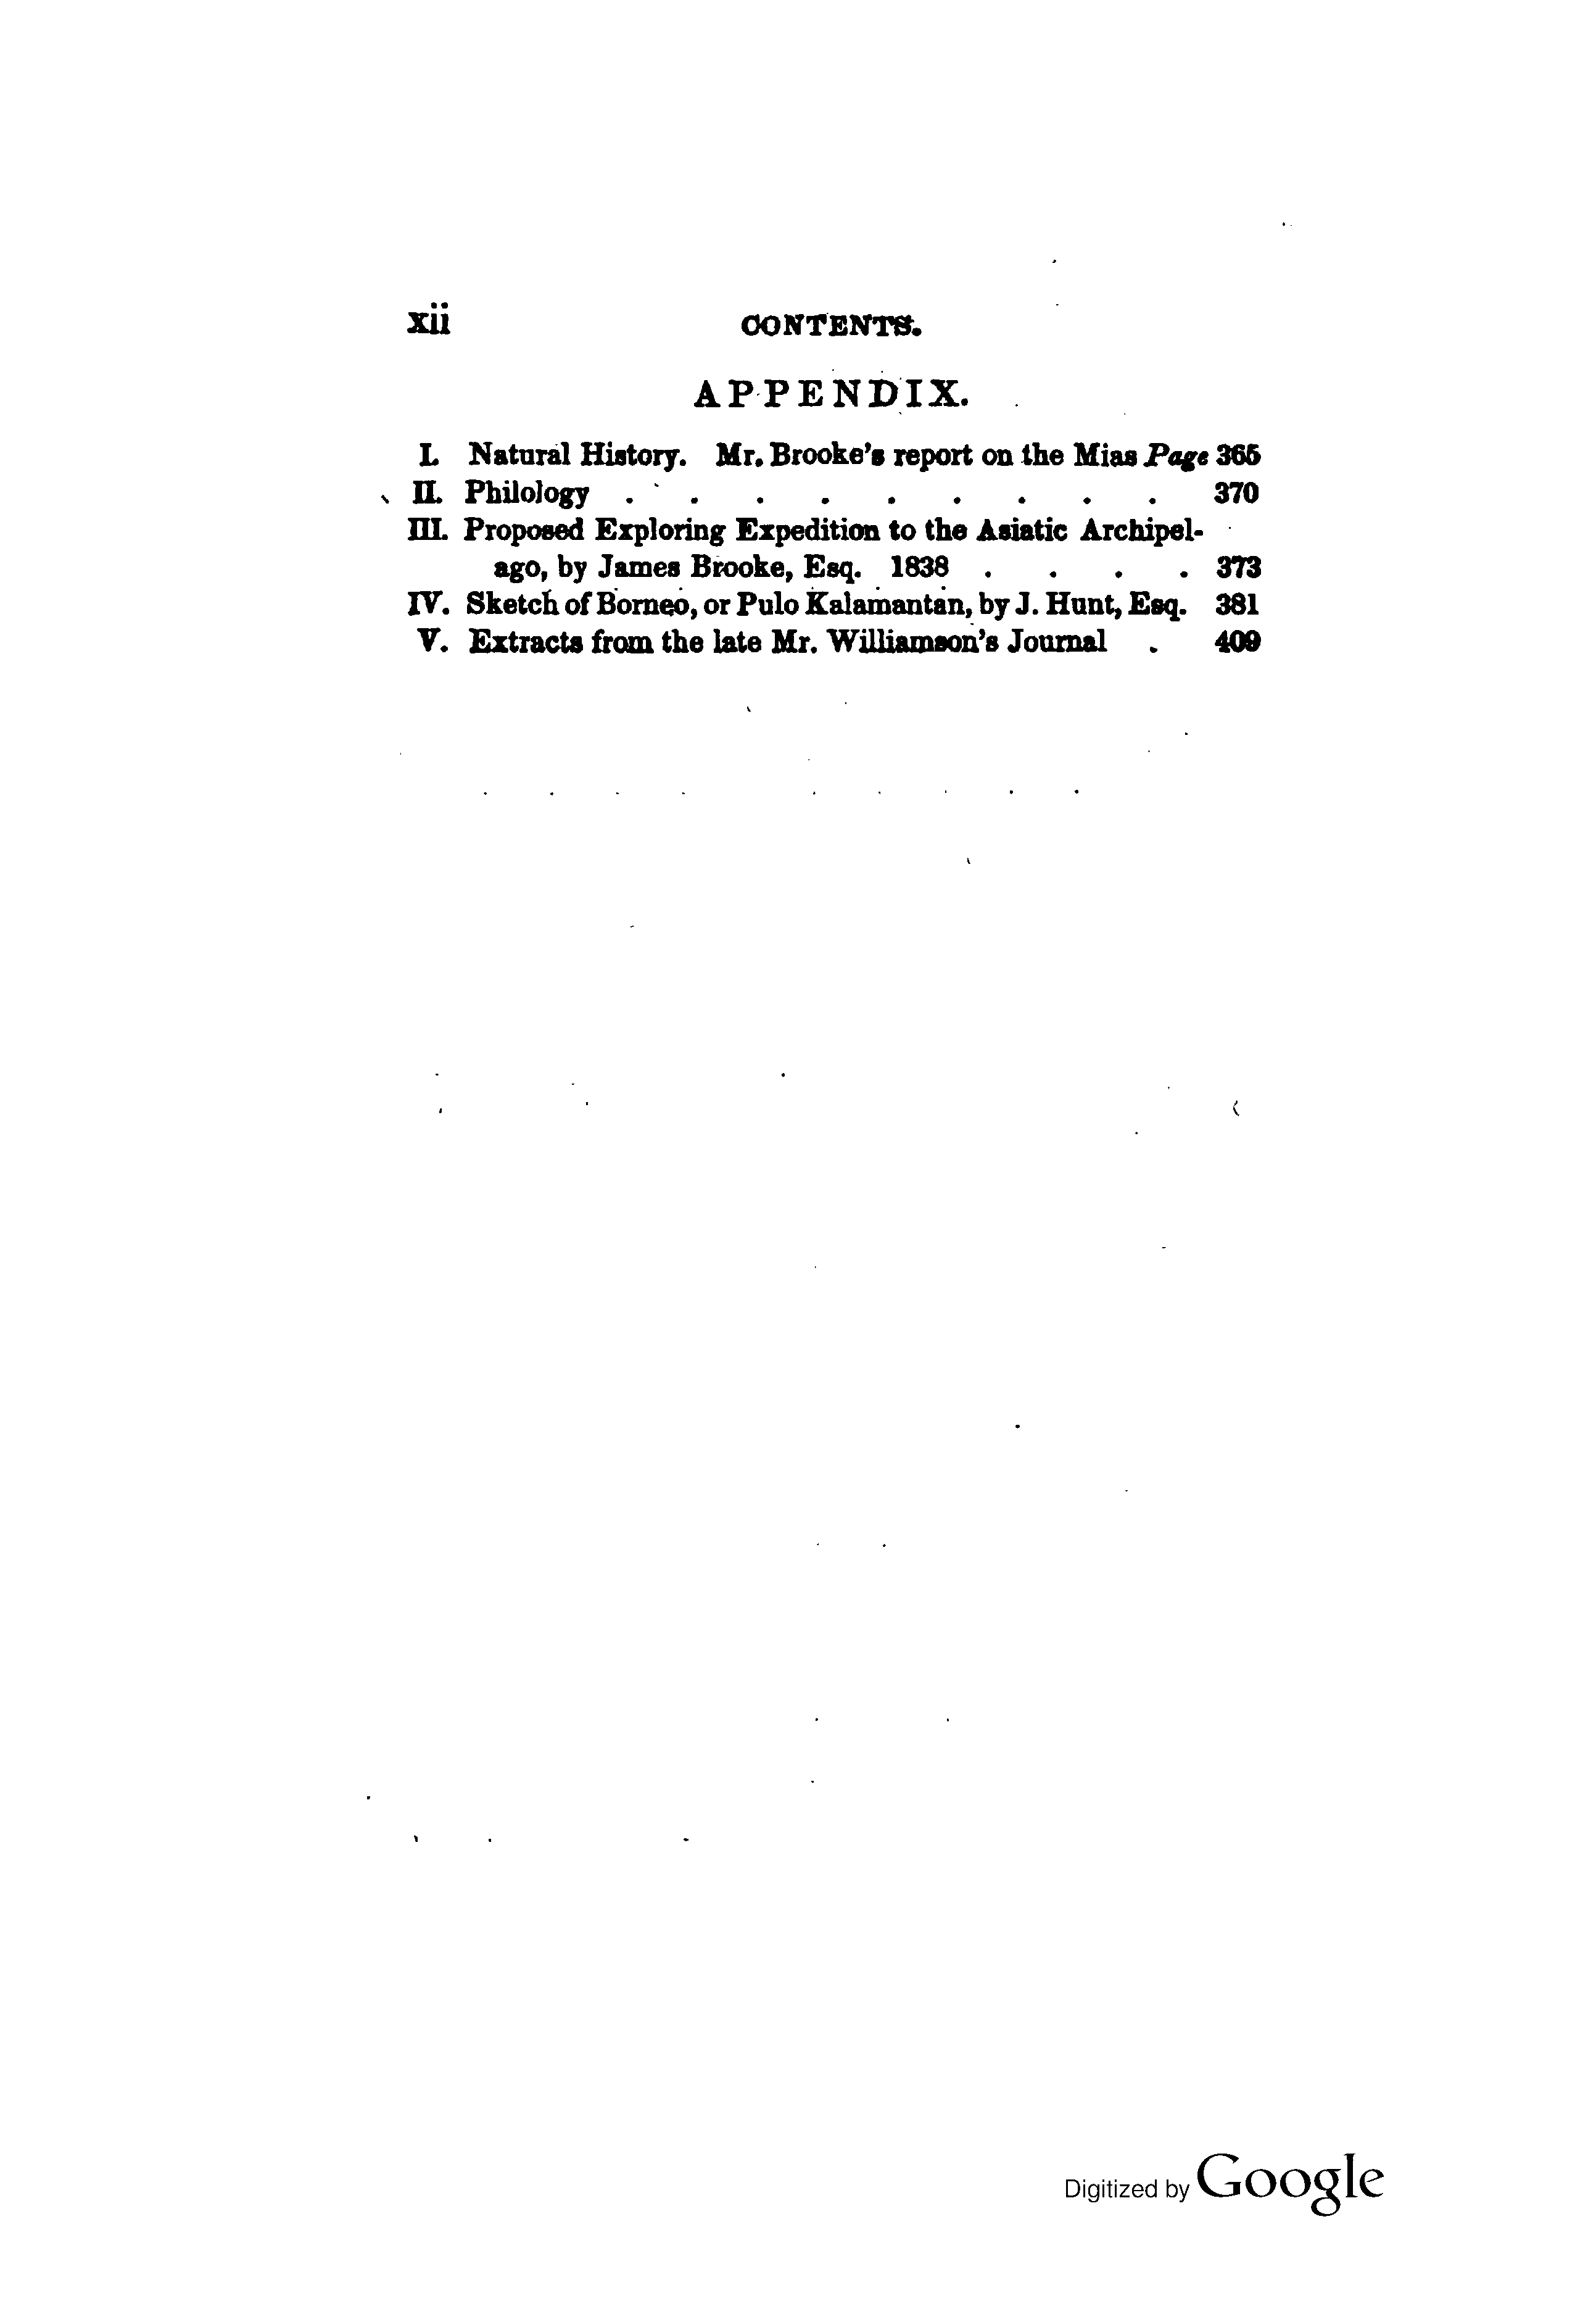 xii CONTENTS.
APPENDIX.
I. Natural History. Mr. Brooke's report on the Mias Page 365
II. Philology . . . . . . . . . 370
III. Proposed Exploring Expedition to the Asiatic Archipel-
ago, by James Brooke, Esq. 1838 . . . . 373
IV. Sketch of Borneo, or Pulo Kalamantan, by J. Hunt, Esq. 381
V. Extracts from the late Mr. Williamson's Journal . 409
Digitized by Google